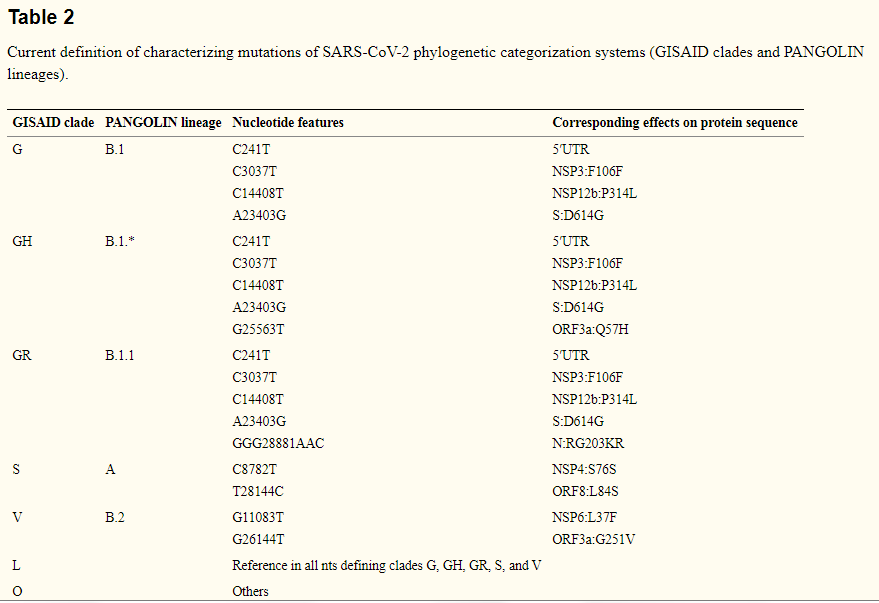 Table 2
Current definition of characterizing mutations of SARS-CoV-2 phylogenetic categorization systems (GISAID clades and PANGOLIN
lineages).
GISAID clade PANGOLIN lineage Nucleotide features Corresponding effects on protein sequence
G B.1 C241T 5′UTR
C3037T NSP3:F106F
C14408T NSP12b:P314L
A23403G S:D614G
GH B.1.* C241T 5′UTR
C3037T NSP3:F106F
C14408T NSP12b:P314L
A23403G S:D614G
G25563T ORF3a:Q57H
GR B.1.1 C241T 5′UTR
C3037T NSP3:F106F
C14408T NSP12b:P314L
A23403G S:D614G
GGG28881AAC N:RG203KR
S A C8782T NSP4:S76S
T28144C ORF8:L84S
V B.2 G11083T NSP6:L37F
G26144T ORF3a:G251V
L Reference in all nts defining clades G, GH, GR, S, and V
O Others